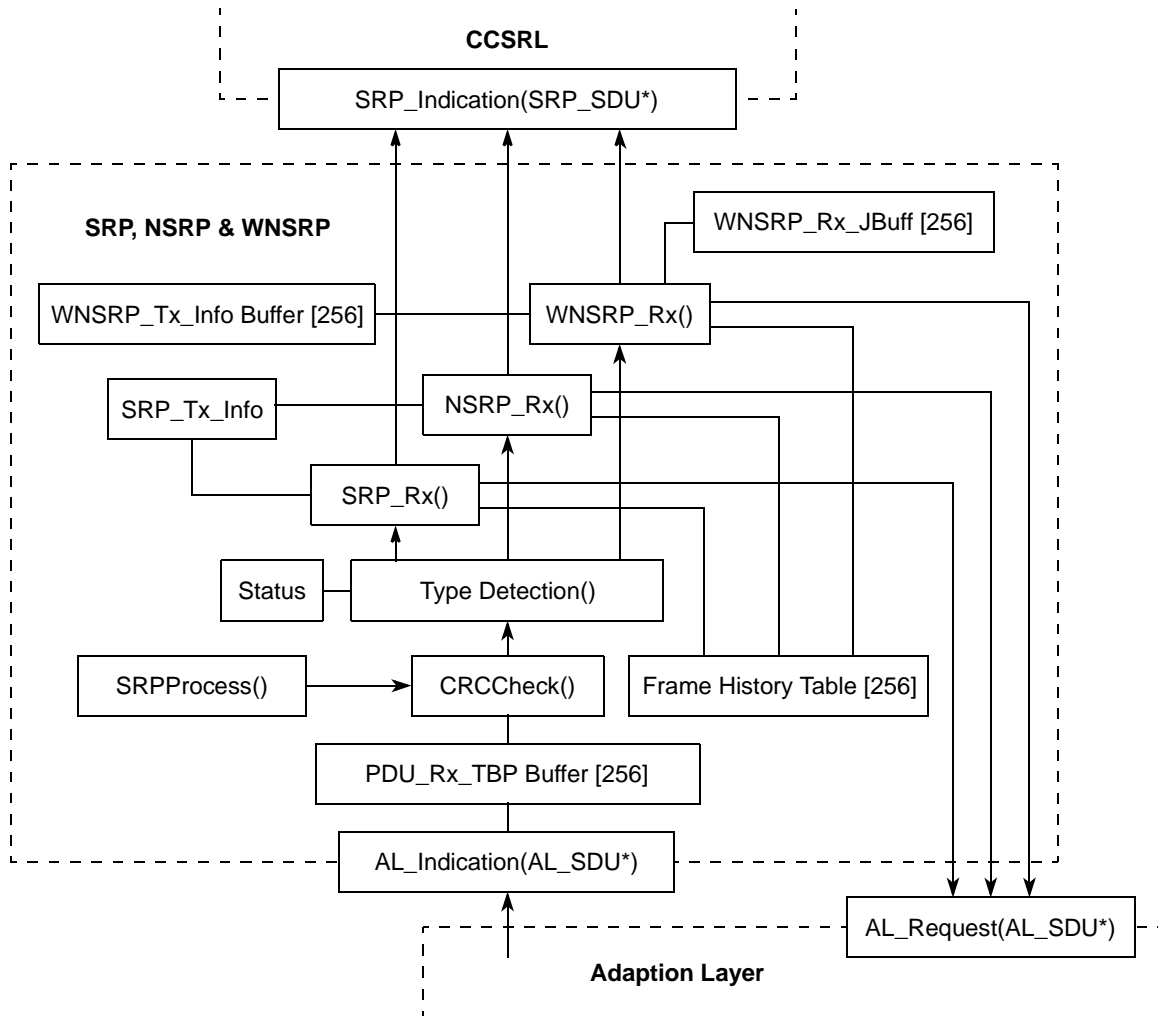 CCSRL
SRP_Indication(SRP_SDU*)
SRP, NSRP & WNSRP
WNSRP_Rx_JBuff [256]
WNSRP_Tx_Info Buffer [256]
WNSRP_Rx()
SRP_Tx_Info
NSRP_Rx()
SRP_Rx()
Status
Type Detection()
SRPProcess()
CRCCheck()
Frame History Table [256]
PDU_Rx_TBP Buffer [256]
AL_Indication(AL_SDU*)
AL_Request(AL_SDU*)
Adaption Layer